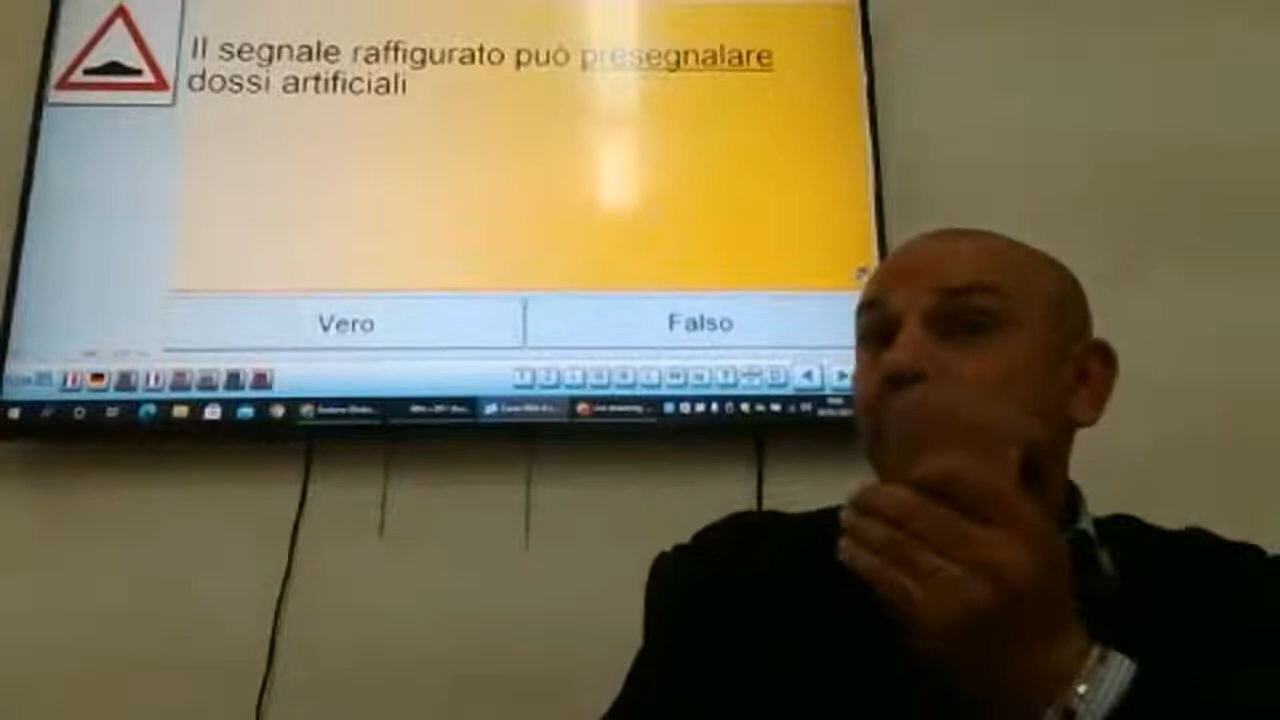 Il segnale raffigurato può presegnalare
dossi artificiali
Vero
Falso